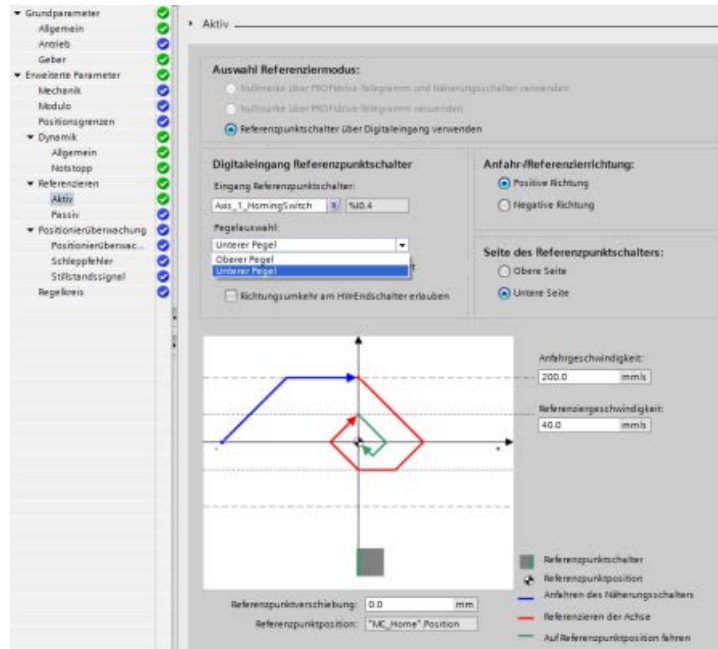 Grundparameter
Allgemein
Antrieb
Geber
Erweiterte Parameter
Mechanik
Modulo
Positionsgrenzen
Dynamik
Allgemein
Notstopp
Referenzieren
Aktiv
Passiv
Positionierüberwachung
Positionierüberwac...
Schleppfehler
Stillstandssignal
Regelkreis
Aktiv
Auswahl Referenziermodus:
Nullmarke über PROFIdrive-Telegramm und Näherungsschalter verwenden
Nullmarke über PROFIdrive-Telegramm verwenden
Referenzpunktschalter über Digitaleingang verwenden
Digitaleingang Referenzpunktschalter
Eingang Referenzpunktschalter:
Axis_1_HomingSwitch %I0.4
Pegelauswahl:
Unterer Pegel
Oberer Pegel
Unterer Pegel
Richtungsumkehr am HW-Endschalter erlauben
Anfahr-/Referenzierrichtung:
Positive Richtung
Negative Richtung
Seite des Referenzpunktschalters:
Obere Seite
Untere Seite
- +
Anfahrgeschwindigkeit:
200.0 mm/s
Referenziergeschwindigkeit:
40.0 mm/s
Referenzpunktschalter
Referenzpunktposition
Anfahren des Näherungsschalters
Referenzieren der Achse
Auf Referenzpunktposition fahren
Referenzpunktverschiebung: 0.0 mm
Referenzpunktposition: "MC_Home".Position